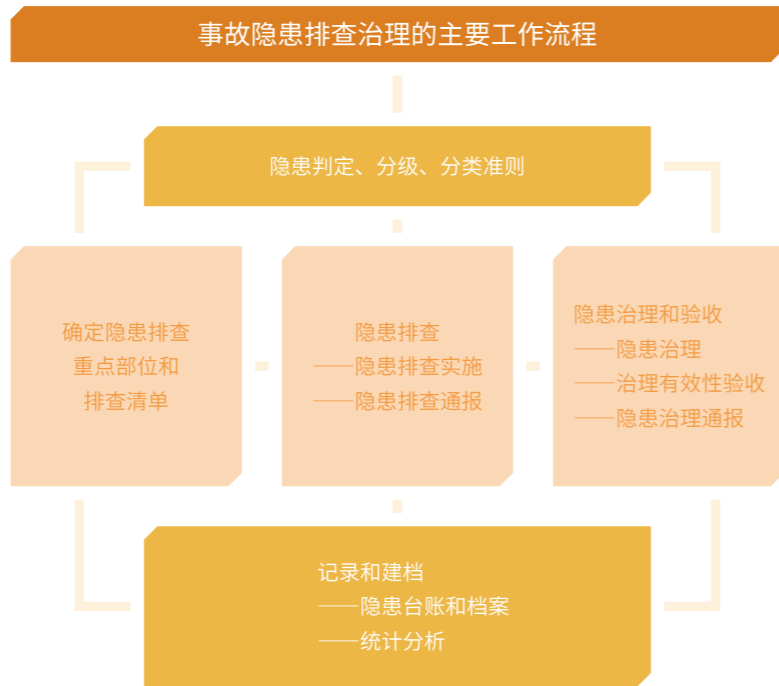 事故隐患排查治理的主要工作流程
隐患判定、分级、分类准则
确定隐患排查
重点部位和
排查清单
隐患排查
——隐患排查实施
——隐患排查通报
隐患治理和验收
——隐患治理
——治理有效性验收
——隐患治理通报
记录和建档
——隐患台账和档案
——统计分析